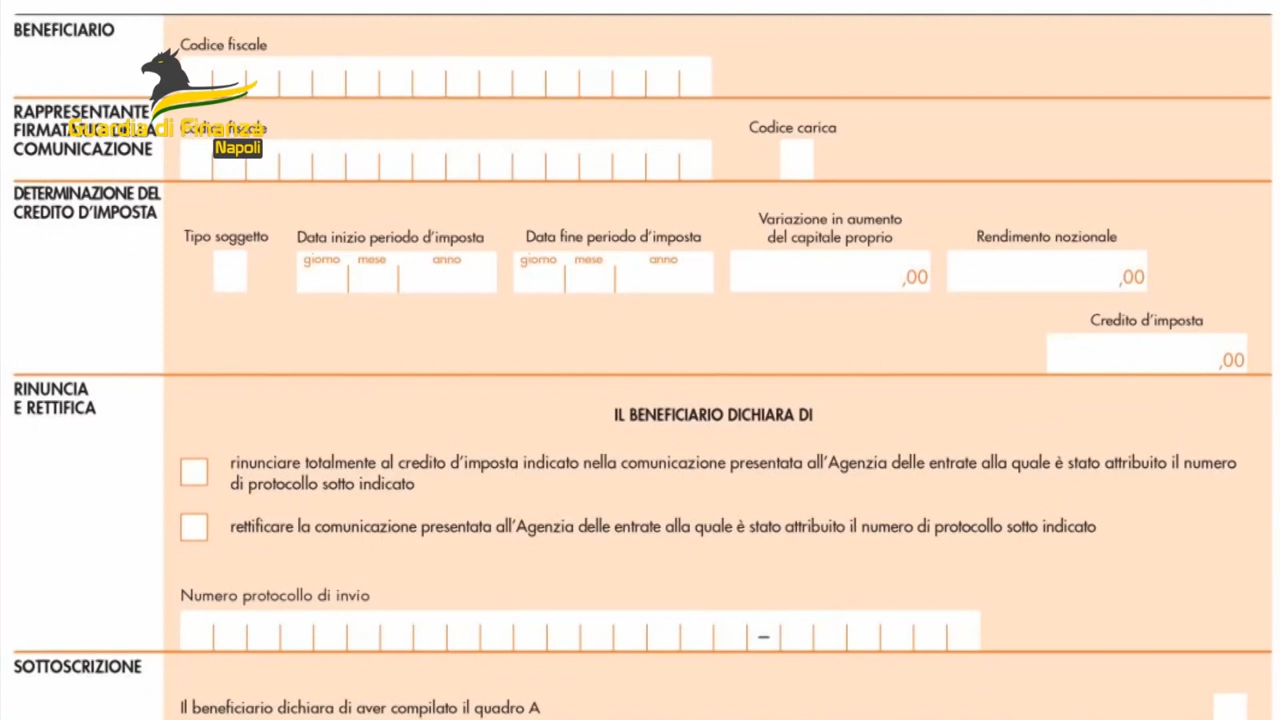 BENEFICIARIO
Codice fiscale
RAPPRESENTANTE
FIRMATARIO DELLA
COMUNICAZIONE
Codice fiscale
Codice carica
Guardia di Finanza
Napoli
DETERMINAZIONE DEL
CREDITO D'IMPOSTA
Tipo soggetto
Data inizio periodo d'imposta
giorno mese anno
Data fine periodo d'imposta
giorno mese anno
Variazione in aumento
del capitale proprio
,00
Rendimento nozionale
,00
Credito d'imposta
,00
RINUNCIA
E RETTIFICA
IL BENEFICIARIO DICHIARA DI
rinunciare totalmente al credito d'imposta indicato nella comunicazione presentata all'Agenzia delle entrate alla quale è stato attribuito il numero
di protocollo sotto indicato
rettificare la comunicazione presentata all'Agenzia delle entrate alla quale è stato attribuito il numero di protocollo sotto indicato
Numero protocollo di invio
–
SOTTOSCRIZIONE
Il beneficiario dichiara di aver compilato il quadro A